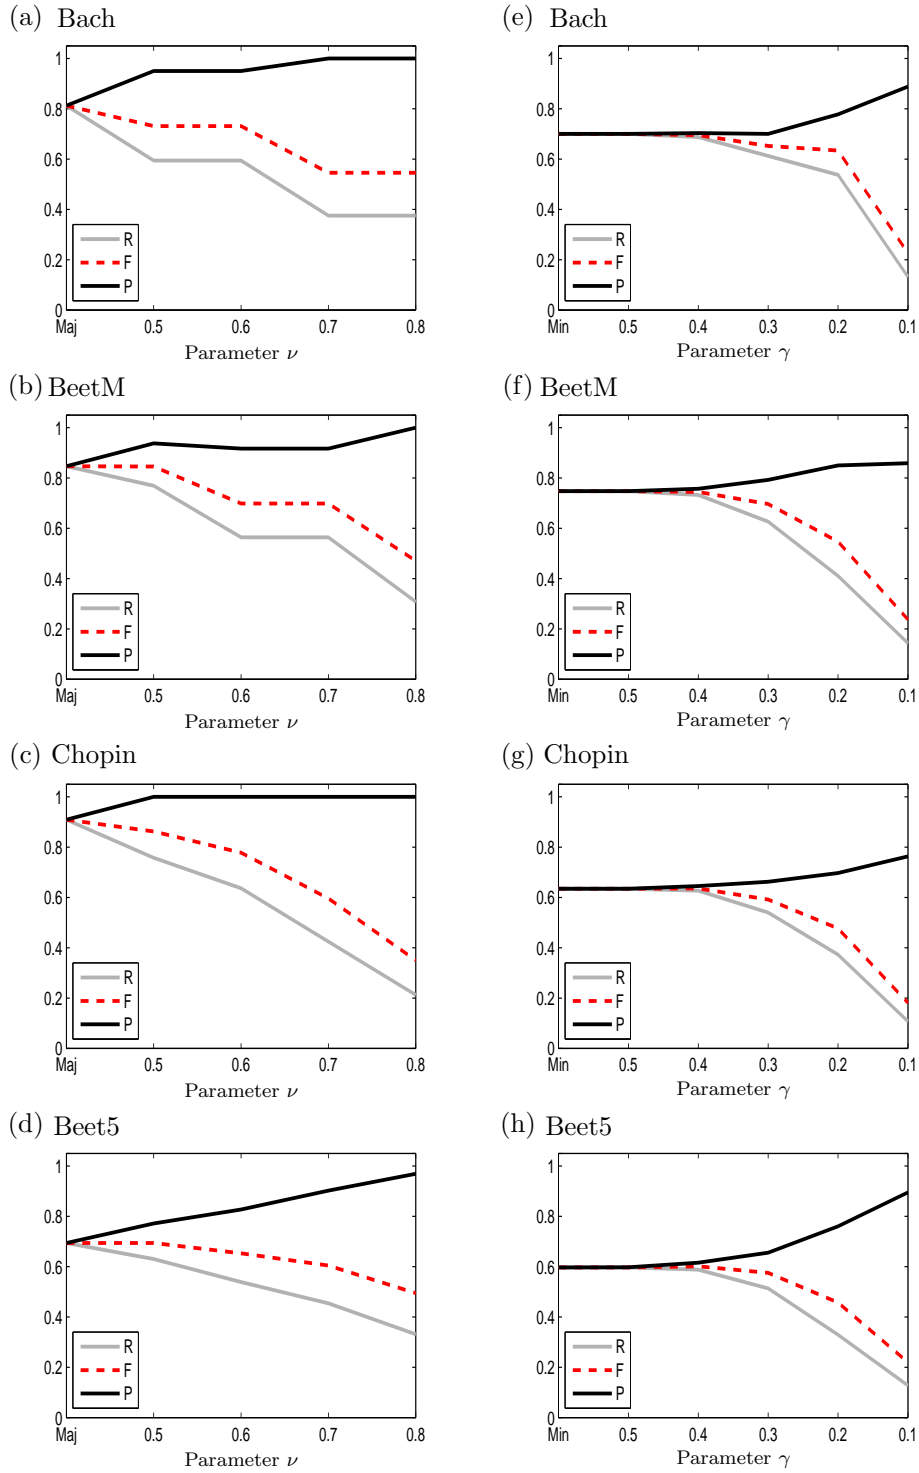 (a) Bach
1
0.8
0.6
0.4
0.2
0
R
F
P
Maj 0.5 0.6 0.7 0.8
Parameter ν
(e) Bach
1
0.8
0.6
0.4
0.2
0
R
F
P
Min 0.5 0.4 0.3 0.2 0.1
Parameter γ
(b) BeetM
1
0.8
0.6
0.4
0.2
0
R
F
P
Maj 0.5 0.6 0.7 0.8
Parameter ν
(f) BeetM
1
0.8
0.6
0.4
0.2
0
R
F
P
Min 0.5 0.4 0.3 0.2 0.1
Parameter γ
(c) Chopin
1
0.8
0.6
0.4
0.2
0
R
F
P
Maj 0.5 0.6 0.7 0.8
Parameter ν
(g) Chopin
1
0.8
0.6
0.4
0.2
0
R
F
P
Min 0.5 0.4 0.3 0.2 0.1
Parameter γ
(d) Beet5
1
0.8
0.6
0.4
0.2
0
R
F
P
Maj 0.5 0.6 0.7 0.8
Parameter ν
(h) Beet5
1
0.8
0.6
0.4
0.2
0
R
F
P
Min 0.5 0.4 0.3 0.2 0.1
Parameter γ